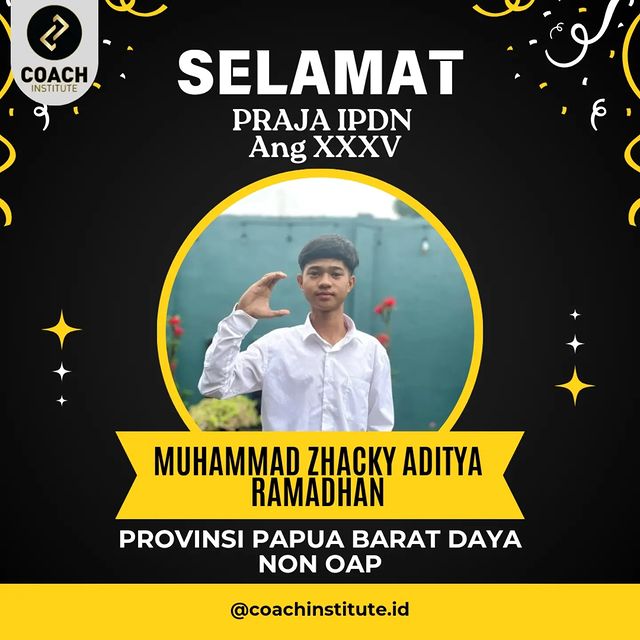 COACH
INSTITUTE
SELAMAT
PRAJA IPDN
Ang XXXV
MUHAMMAD ZHACKY ADITYA
RAMADHAN
PROVINSI PAPUA BARAT DAYA
NON OAP
@coachinstitute.id